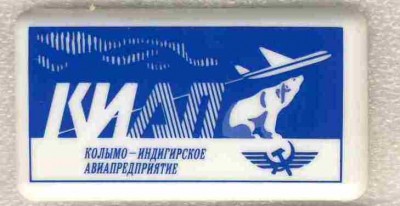 КИАП
КОЛЫМО – ИНДИГИРСКОЕ
АВИАПРЕДПРИЯТИЕ